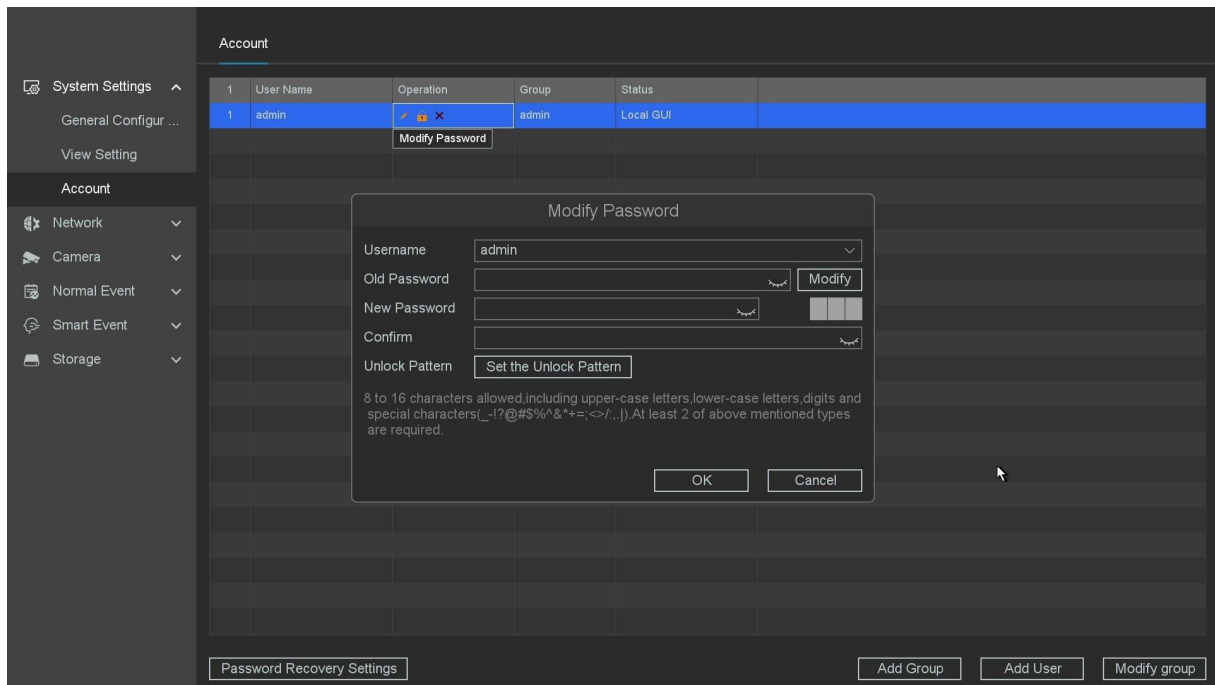 Account
System Settings
General Configur ...
View Setting
Account
Network
Camera
Normal Event
Smart Event
Storage
1 User Name Operation Group Status
1 admin admin Local GUI
Modify Password
Modify Password
Username admin
Old Password Modify
New Password
Confirm
Unlock Pattern Set the Unlock Pattern
8 to 16 characters allowed,including upper-case letters,lower-case letters,digits and
special characters(_-!?@#$%^&*+=;<>/:,.|).At least 2 of above mentioned types
are required.
OK Cancel
Password Recovery Settings Add Group Add User Modify group